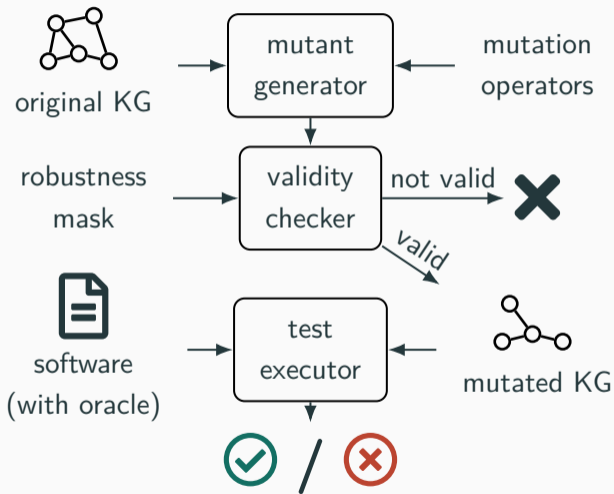 mutant
generator
mutation
operators
original KG
robustness
mask
validity
checker
not valid
valid
test
executor
software
(with oracle)
mutated KG
/